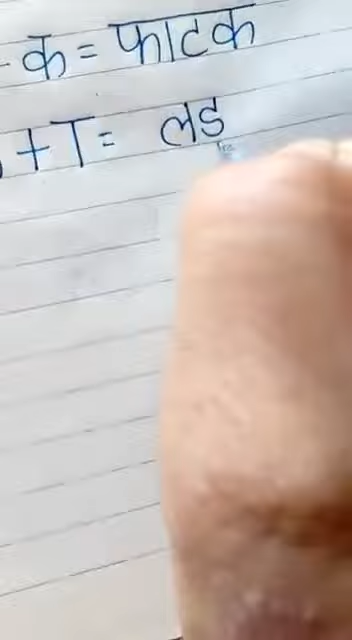 - क = फाटक
+ ा = लड